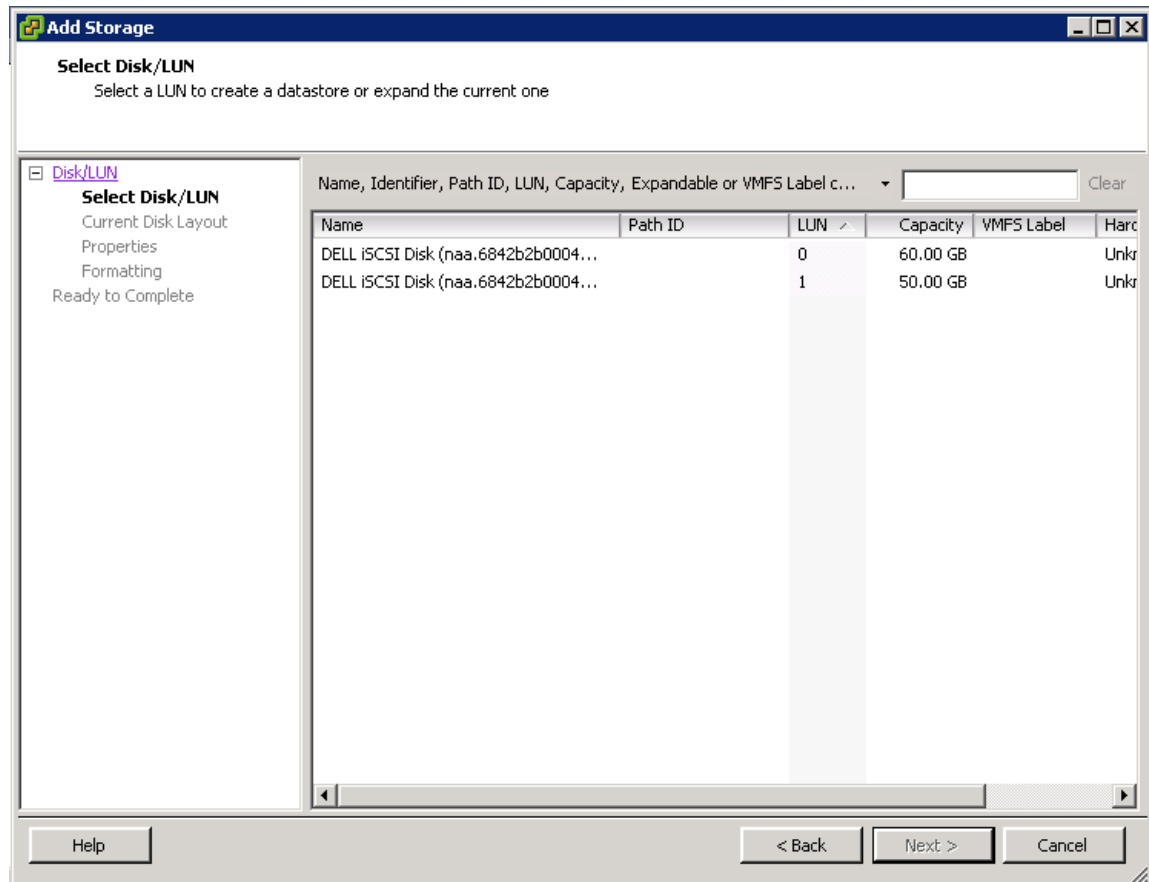 Add Storage
Select Disk/LUN
Select a LUN to create a datastore or expand the current one
Disk/LUN
Select Disk/LUN
Current Disk Layout
Properties
Formatting
Ready to Complete
Name, Identifier, Path ID, LUN, Capacity, Expandable or VMFS Label c... Clear
Name Path ID LUN Capacity VMFS Label Hard
DELL iSCSI Disk (naa.6842b2b0004... 0 60.00 GB Unkr
DELL iSCSI Disk (naa.6842b2b0004... 1 50.00 GB Unkr
Help < Back Next > Cancel